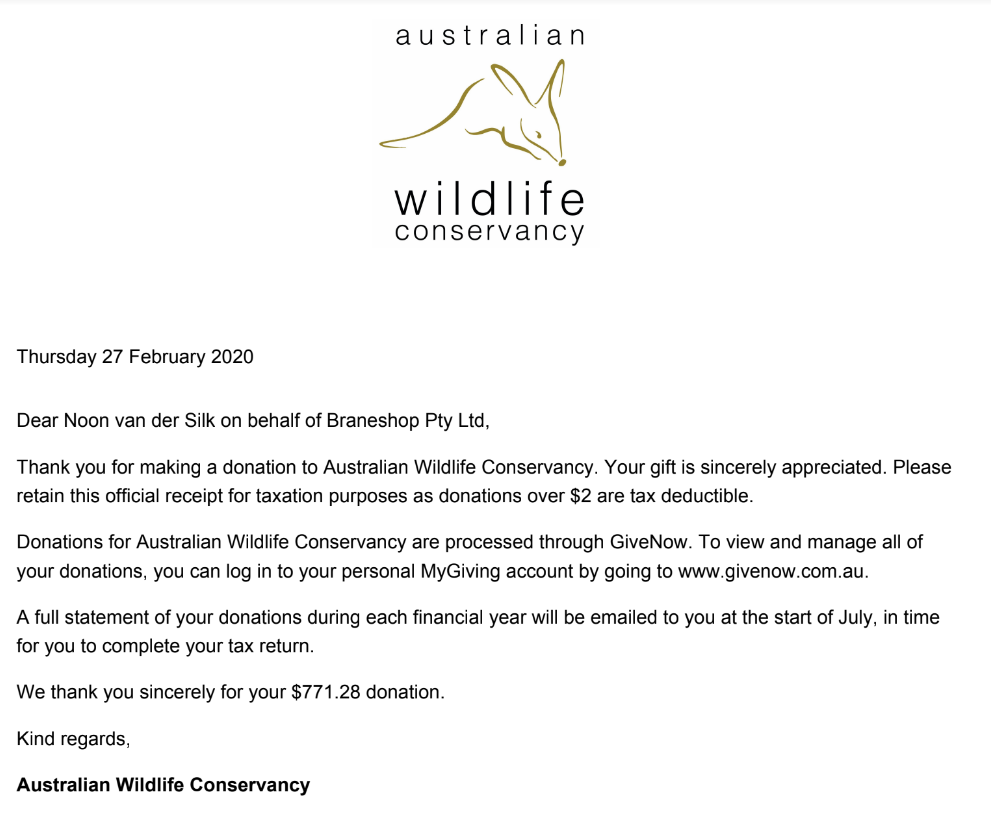 australian
wildlife
conservancy
Thursday 27 February 2020
Dear Noon van der Silk on behalf of Braneshop Pty Ltd,
Thank you for making a donation to Australian Wildlife Conservancy. Your gift is sincerely appreciated. Please
retain this official receipt for taxation purposes as donations over $2 are tax deductible.
Donations for Australian Wildlife Conservancy are processed through GiveNow. To view and manage all of
your donations, you can log in to your personal MyGiving account by going to www.givenow.com.au.
A full statement of your donations during each financial year will be emailed to you at the start of July, in time
for you to complete your tax return.
We thank you sincerely for your $771.28 donation.
Kind regards,
Australian Wildlife Conservancy